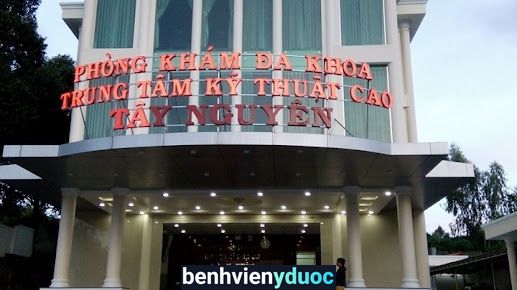 PHÒNG KHÁM ĐA KHOA
TRUNG TÂM KỸ THUẬT CAO
TÂY NGUYÊN
benhvienyduoc